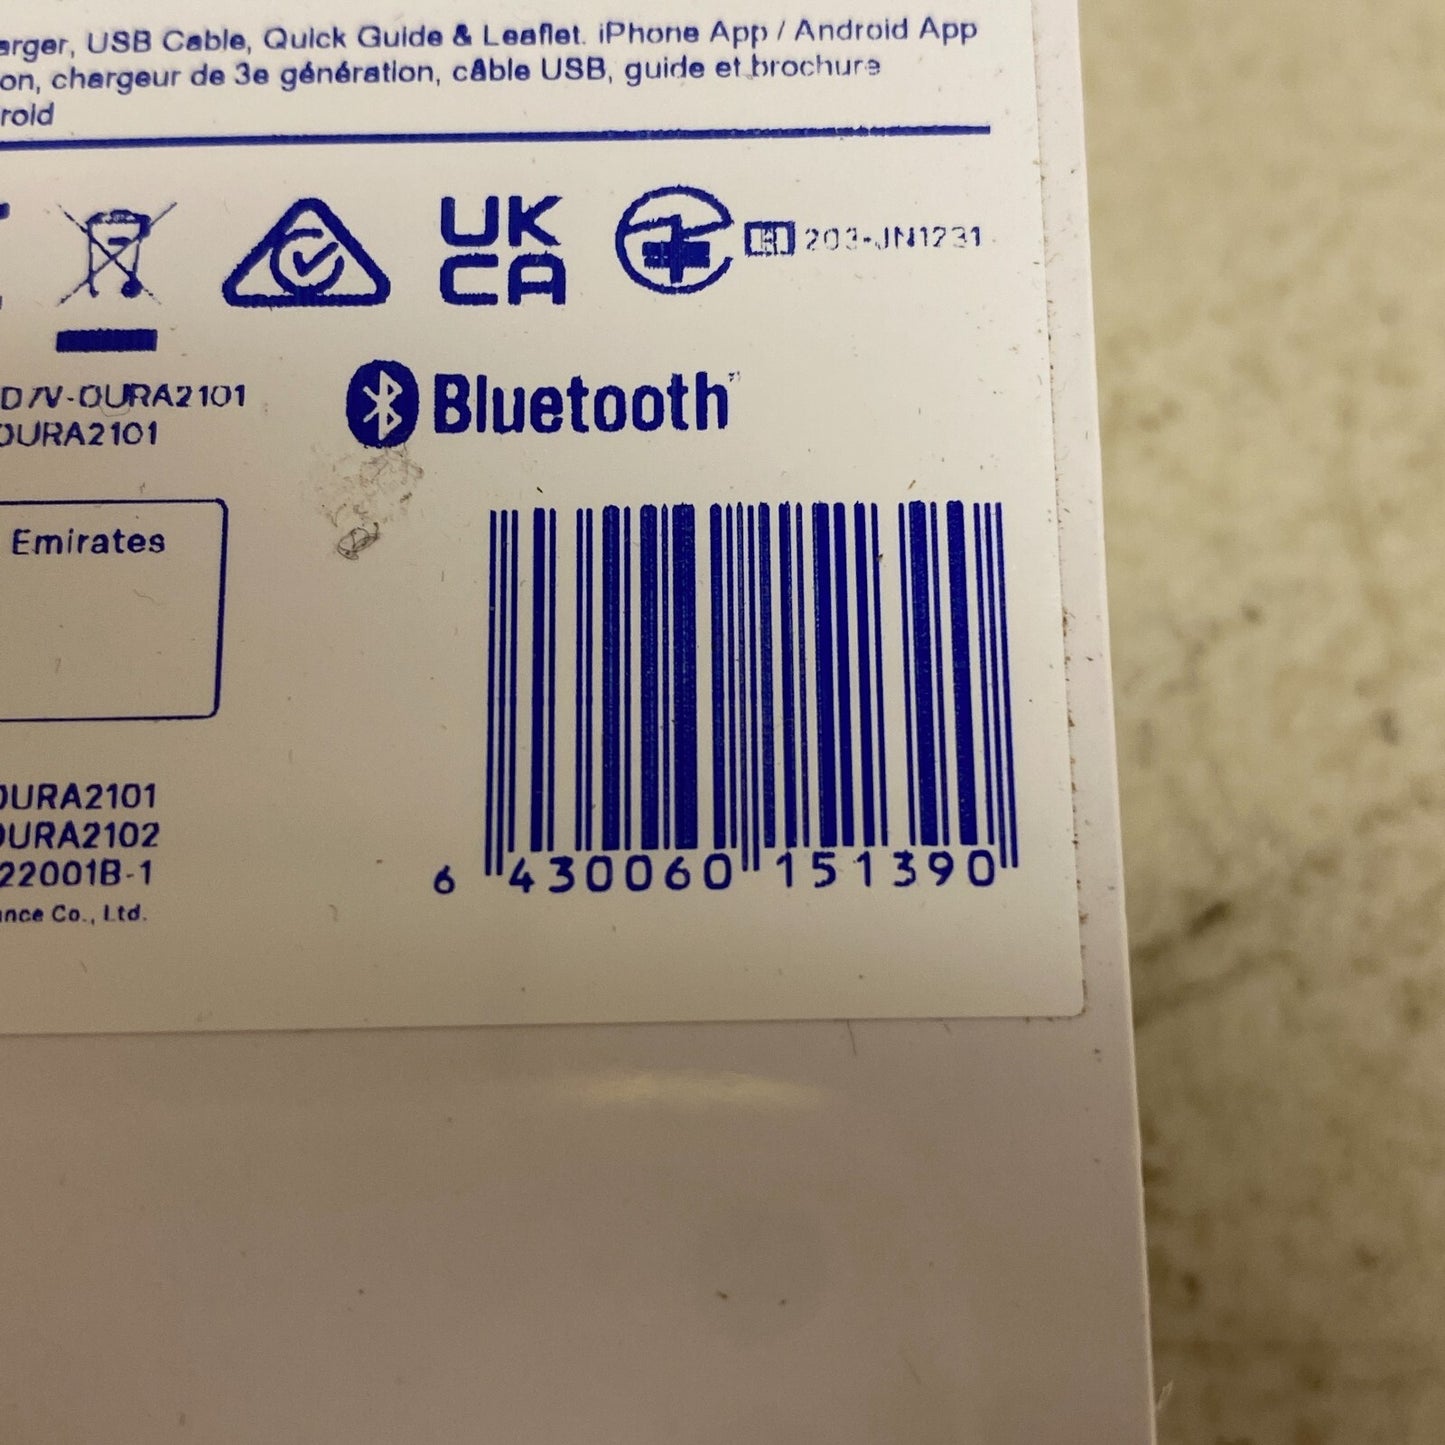 arger, USB Cable, Quick Guide & Leaflet. iPhone App / Android App
on, chargeur de 3e génération, câble USB, guide et brochure
roid
UK
CA
R 203-JN1231
D7V-OURA2101
OURA2101
Bluetooth™
Emirates
OURA2101
OURA2102
22001B-1
ance Co., Ltd.
6 430060 151390